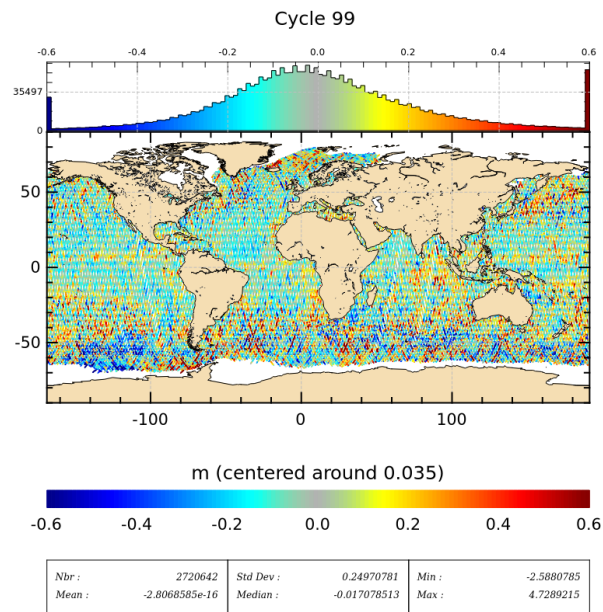 Cycle 99
-0.6 -0.4 -0.2 0.0 0.2 0.4 0.6
35497
0
50
0
-50
-100 0 100
m (centered around 0.035)
-0.6 -0.4 -0.2 0.0 0.2 0.4 0.6
Nbr : 2720642 Std Dev : 0.24970781 Min : -2.5880785
Mean : -2.8068585e-16 Median : -0.017078513 Max : 4.7289215